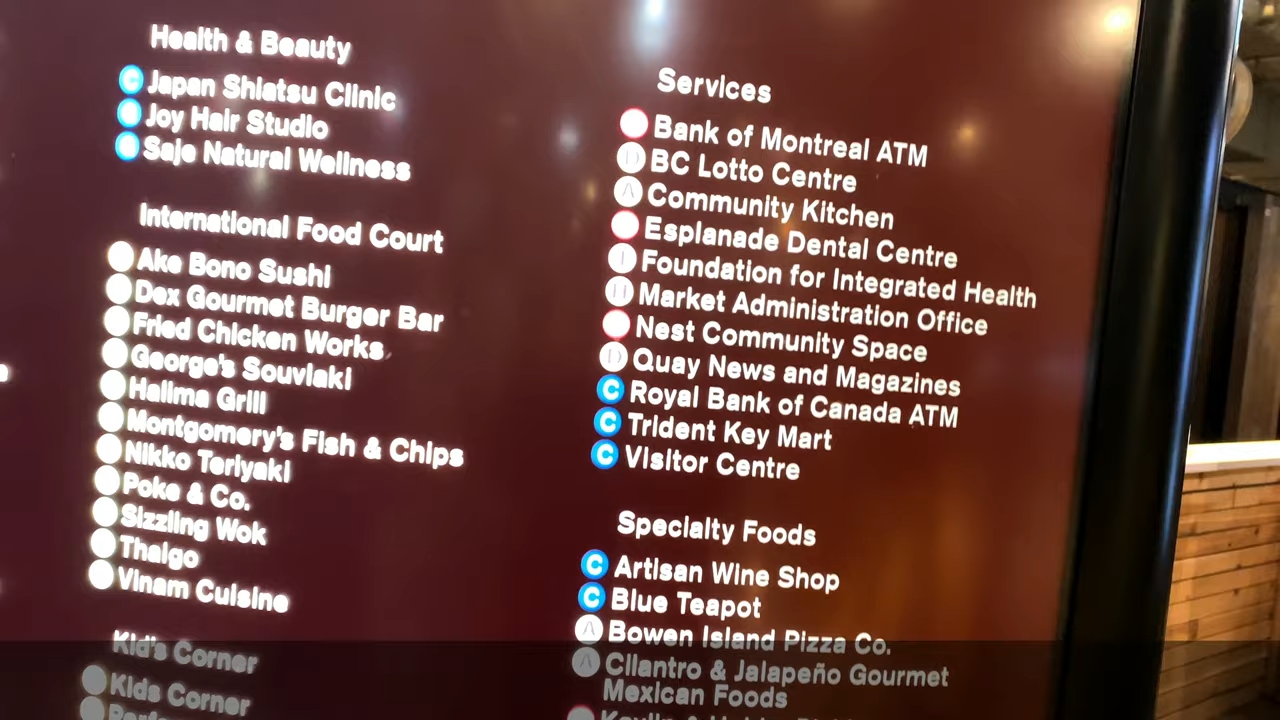 Health & Beauty
C Japan Shiatsu Clinic
Joy Hair Studio
Saje Natural Wellness
International Food Court
Ake Bono Sushi
Dex Gourmet Burger Bar
Fried Chicken Works
George's Souvlaki
Halima Grill
Montgomery's Fish & Chips
Nikko Teriyaki
Poke & Co.
Sizzling Wok
Thaigo
Vinam Cuisine
Kid's Corner
Kids Corner
Services
Bank of Montreal ATM
D BC Lotto Centre
A Community Kitchen
Esplanade Dental Centre
I Foundation for Integrated Health
H Market Administration Office
Nest Community Space
D Quay News and Magazines
C Royal Bank of Canada ATM
C Trident Key Mart
C Visitor Centre
Specialty Foods
C Artisan Wine Shop
C Blue Teapot
A Bowen Island Pizza Co.
A Cilantro & Jalapeño Gourmet
Mexican Foods